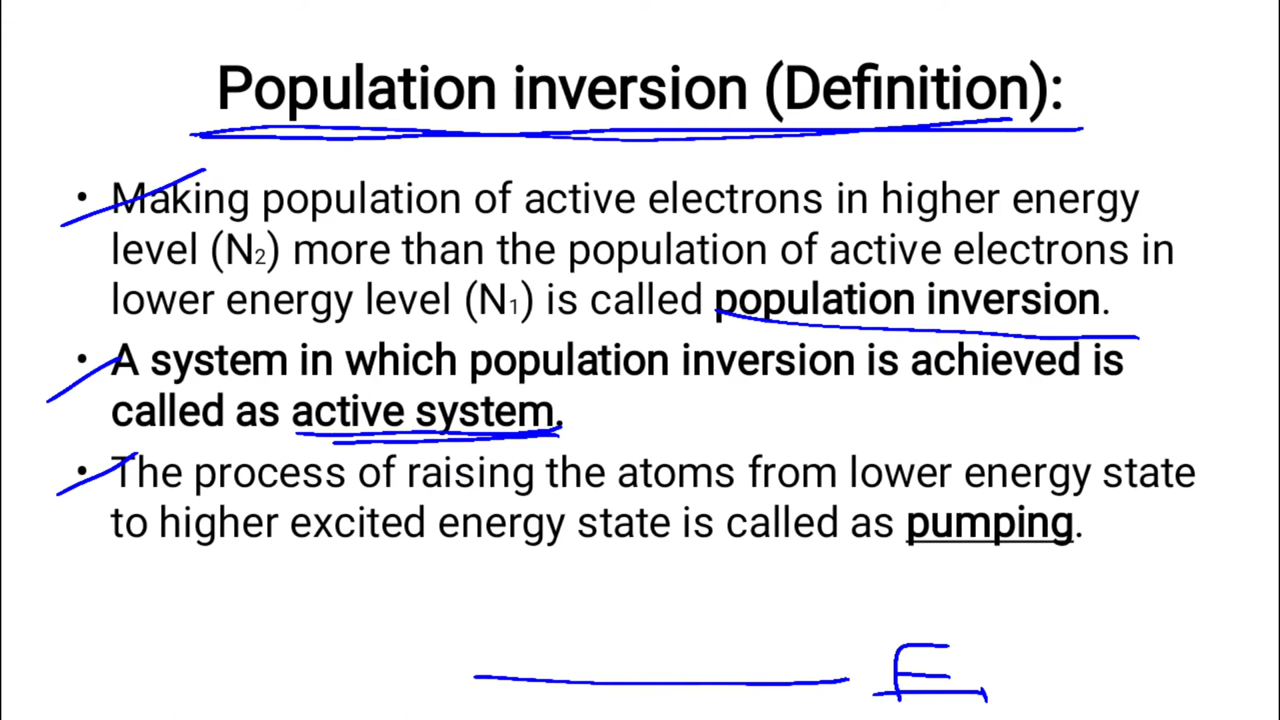 Population inversion (Definition):
• Making population of active electrons in higher energy
level (N₂) more than the population of active electrons in
lower energy level (N₁) is called population inversion.
• A system in which population inversion is achieved is
called as active system.
• The process of raising the atoms from lower energy state
to higher excited energy state is called as pumping.
E